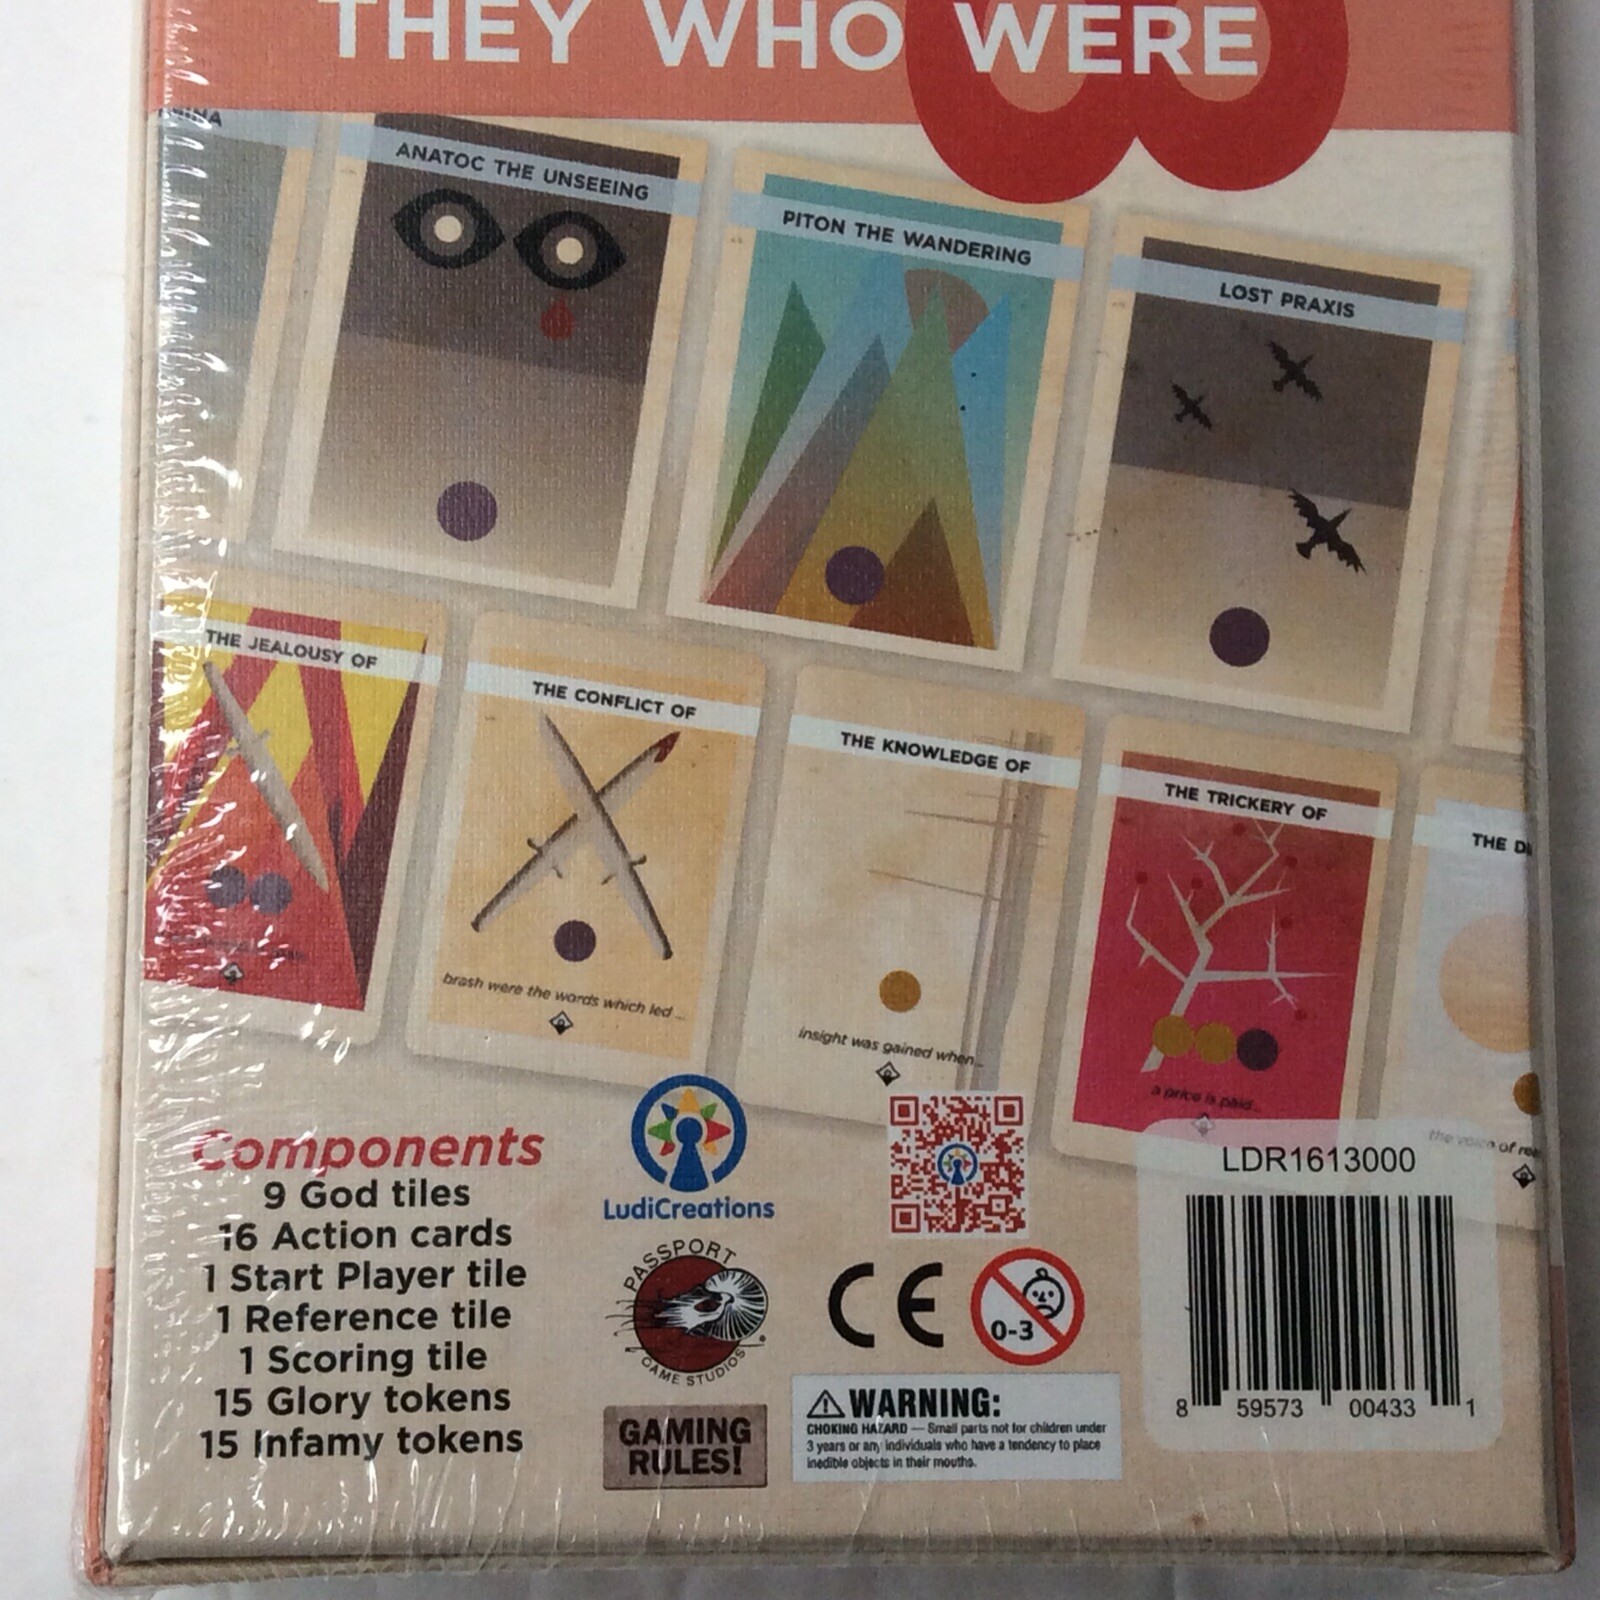 THEY WHO WERE
8
ANATOC THE UNSEEING
PITON THE WANDERING
LOST PRAXIS
THE JEALOUSY OF
THE CONFLICT OF
THE KNOWLEDGE OF
THE TRICKERY OF
THE
brash were the words which led ...
insight was gained when...
a price is paid...
the voice of
Components
9 God tiles
16 Action cards
1 Start Player tile
1 Reference tile
1 Scoring tile
15 Glory tokens
15 Infamy tokens
LudiCreations
PASSPORT
GAME STUDIOS
GAMING
RULES!
CE
0-3
WARNING:
CHOKING HAZARD — Small parts not for children under
3 years or any individuals who have a tendency to place
inedible objects in their mouths.
LDR1613000
8 59573 00433 1